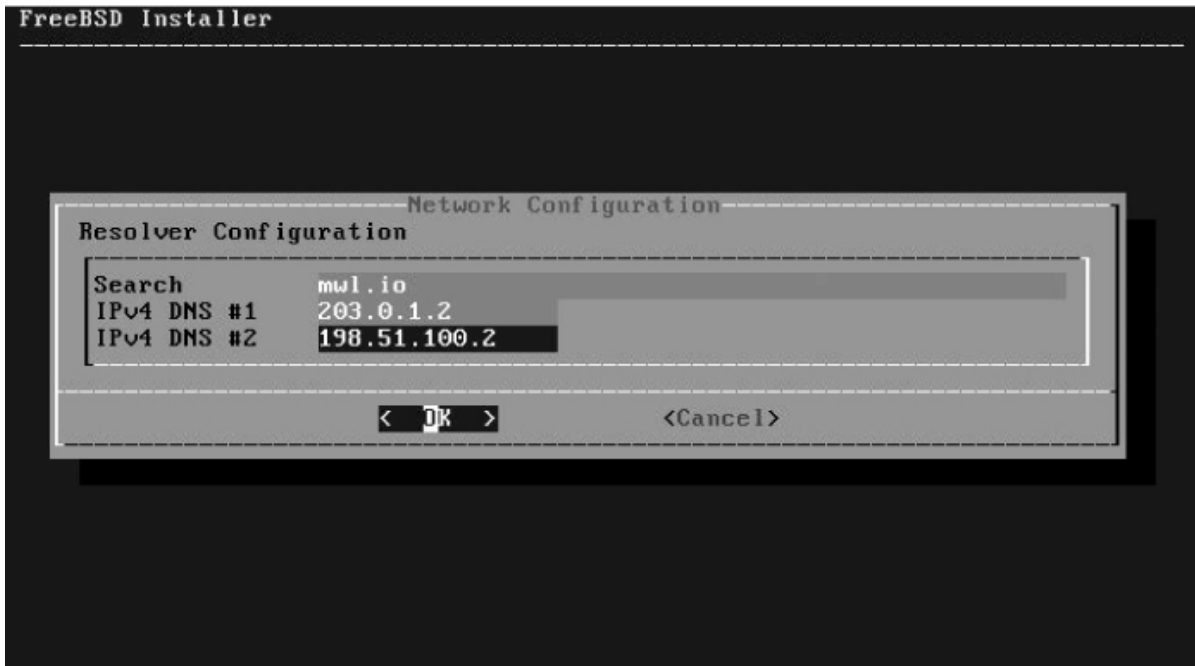 FreeBSD Installer
Network Configuration
Resolver Configuration
Search mwl.io
IPv4 DNS #1 203.0.1.2
IPv4 DNS #2 198.51.100.2
< OK > <Cancel>